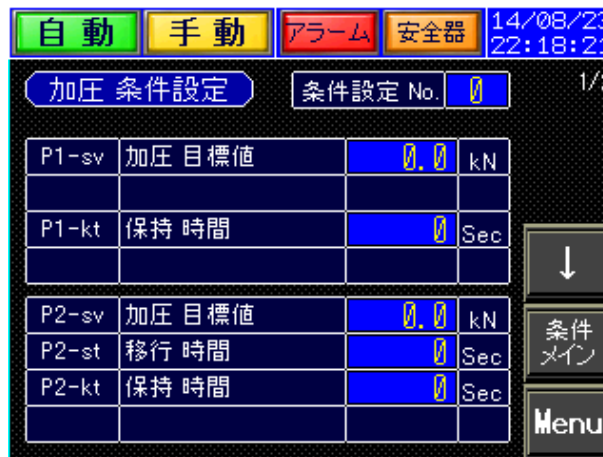 自動 手動 アラーム 安全器 14/08/23
22:18:21
加圧 条件設定 条件設定 No. 0 1/
P1-sv 加圧 目標値 0.0 kN
P1-kt 保持 時間 0 Sec
↓
P2-sv 加圧 目標値 0.0 kN
P2-st 移行 時間 0 Sec
P2-kt 保持 時間 0 Sec
条件
メイン
Menu